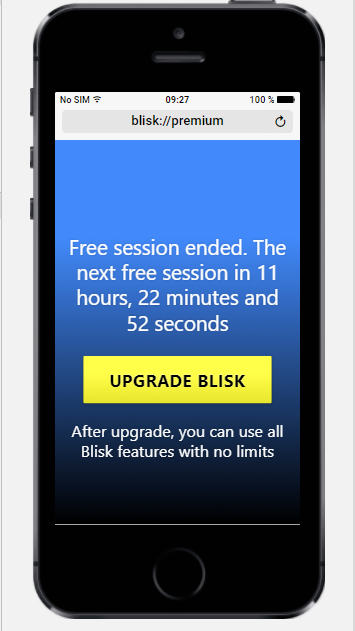 No SIM 09:27 100 %
blisk://premium
Free session ended. The
next free session in 11
hours, 22 minutes and
52 seconds
UPGRADE BLISK
After upgrade, you can use all
Blisk features with no limits